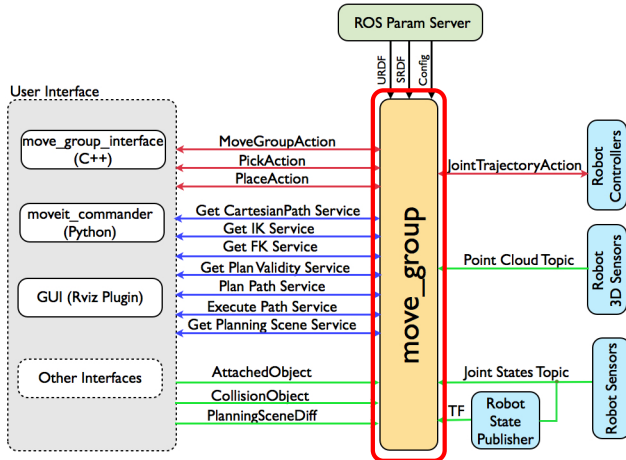 ROS Param Server
URDF
SRDF
Config
User Interface
move_group_interface
(C++)
moveit_commander
(Python)
GUI (Rviz Plugin)
Other Interfaces
MoveGroupAction
PickAction
PlaceAction
Get CartesianPath Service
Get IK Service
Get FK Service
Get Plan Validity Service
Plan Path Service
Execute Path Service
Get Planning Scene Service
AttachedObject
CollisionObject
PlanningSceneDiff
move_group
JointTrajectoryAction
Robot
Controllers
Point Cloud Topic
Robot
3D Sensors
Joint States Topic
TF
Robot
State
Publisher
Robot Sensors